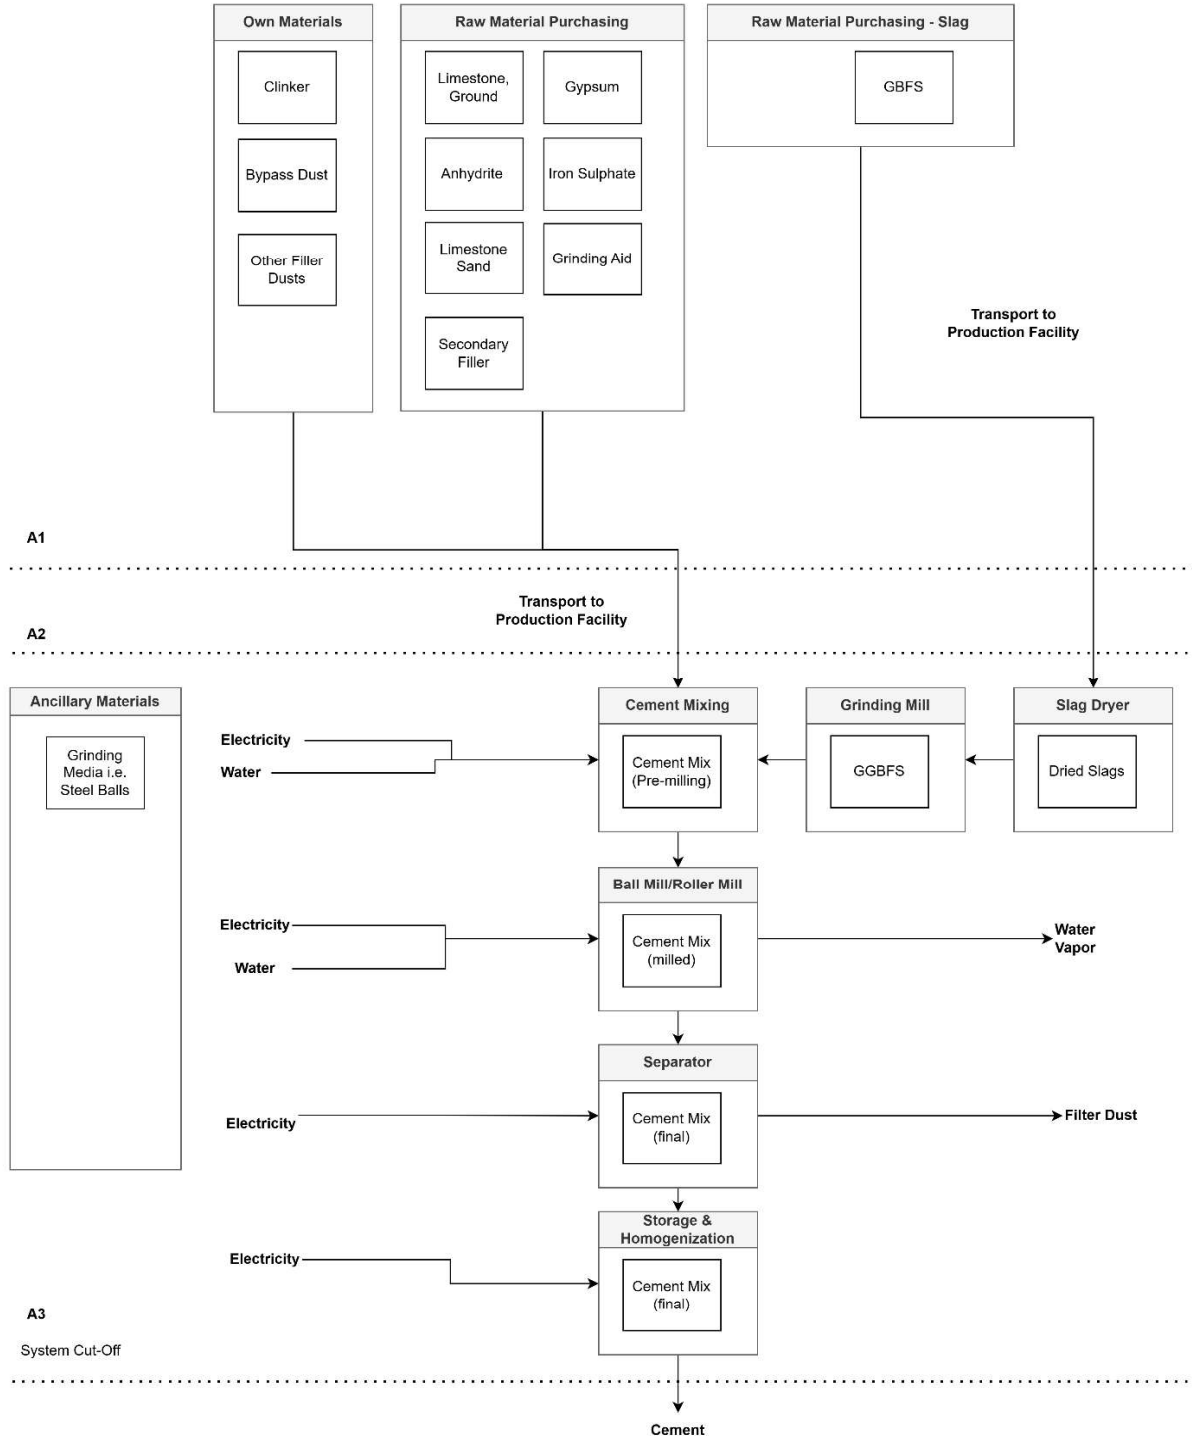 Own Materials
Raw Material Purchasing
Raw Material Purchasing - Slag
Clinker
Limestone,
Ground
Gypsum
GBFS
Bypass Dust
Anhydrite
Iron Sulphate
Other Filler
Dusts
Limestone
Sand
Grinding Aid
Secondary
Filler
Transport to
Production Facility
A1
Transport to
Production Facility
A2
Ancillary Materials
Cement Mixing
Grinding Mill
Slag Dryer
Grinding
Media i.e.
Steel Balls
Electricity
Water
Cement Mix
(Pre-milling)
GGBFS
Dried Slags
Ball Mill/Roller Mill
Electricity
Water
Cement Mix
(milled)
Water
Vapor
Separator
Electricity
Cement Mix
(final)
Filter Dust
Storage &
Homogenization
Electricity
Cement Mix
(final)
A3
System Cut-Off
Cement